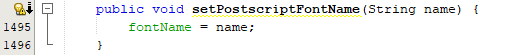 public void setPostscriptFontName(String name) {
1495 fontName = name;
1496 }